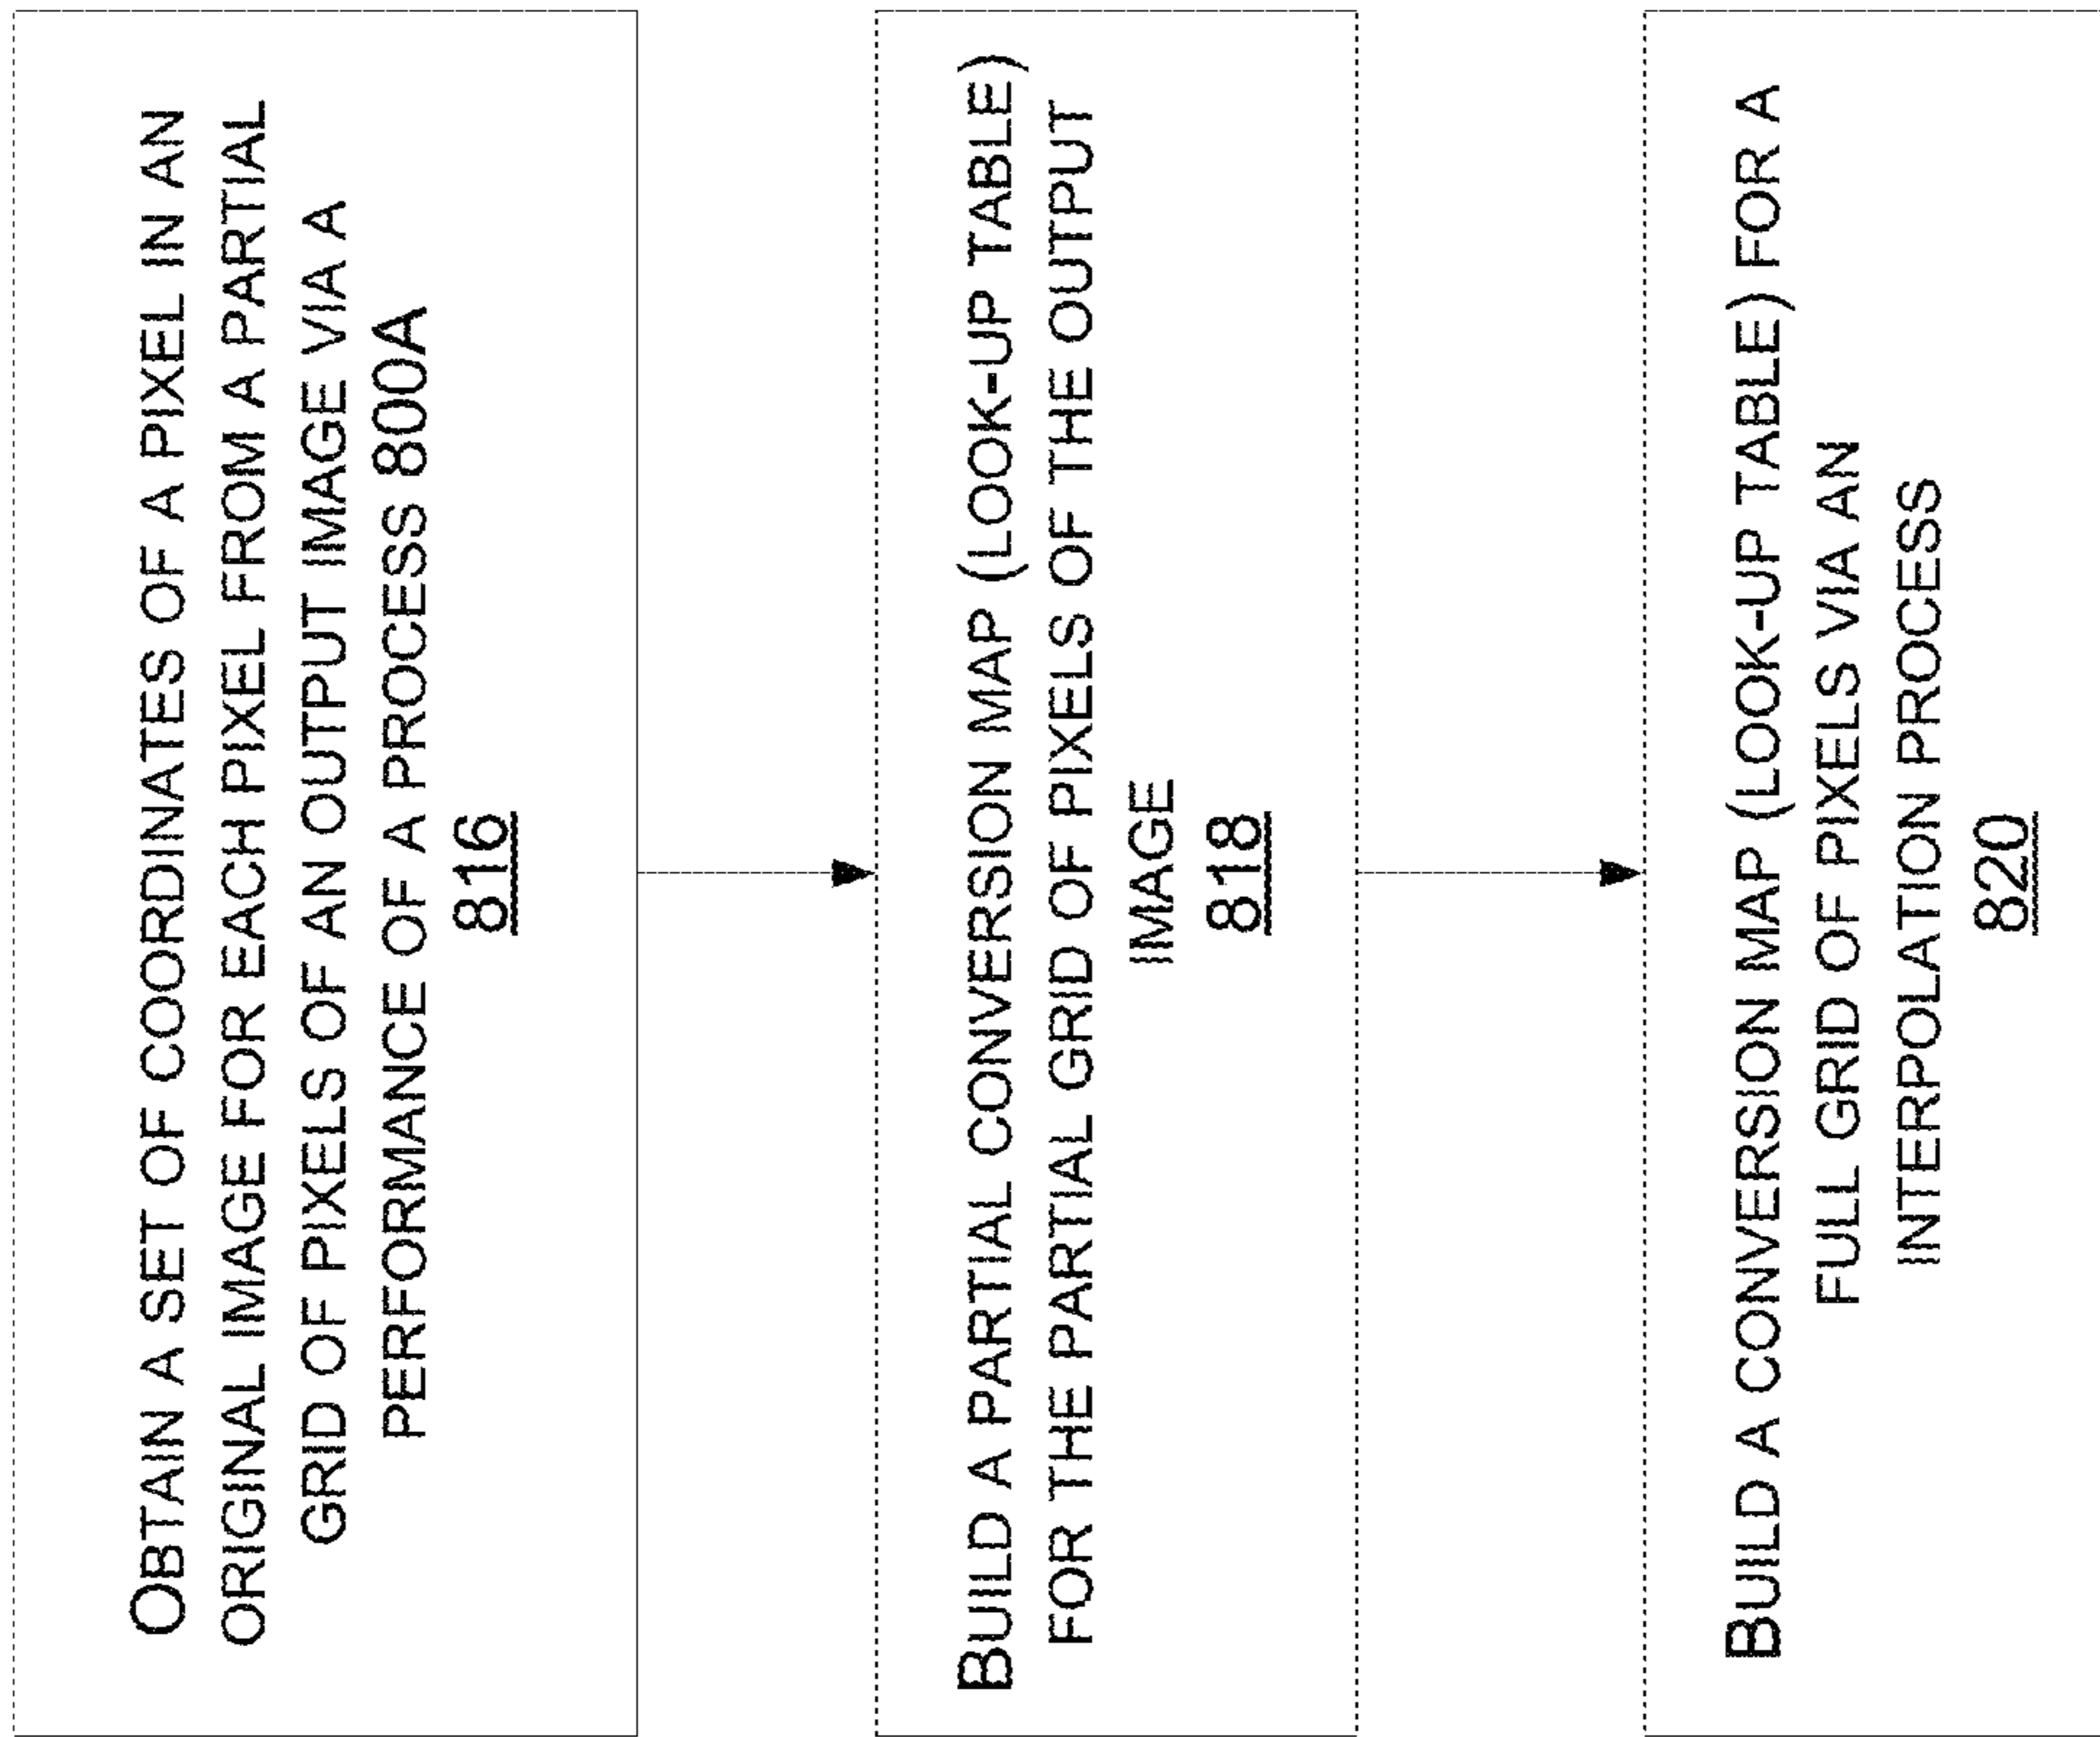 OBTAIN A SET OF COORDINATES OF A PIXEL IN AN
ORIGINAL IMAGE FOR EACH PIXEL FROM A PARTIAL
GRID OF PIXELS OF AN OUTPUT IMAGE VIA A
PERFORMANCE OF A PROCESS 800A
816
BUILD A PARTIAL CONVERSION MAP (LOOK-UP TABLE)
FOR THE PARTIAL GRID OF PIXELS OF THE OUTPUT
IMAGE
818
BUILD A CONVERSION MAP (LOOK-UP TABLE) FOR A
FULL GRID OF PIXELS VIA AN
INTERPOLATION PROCESS
820